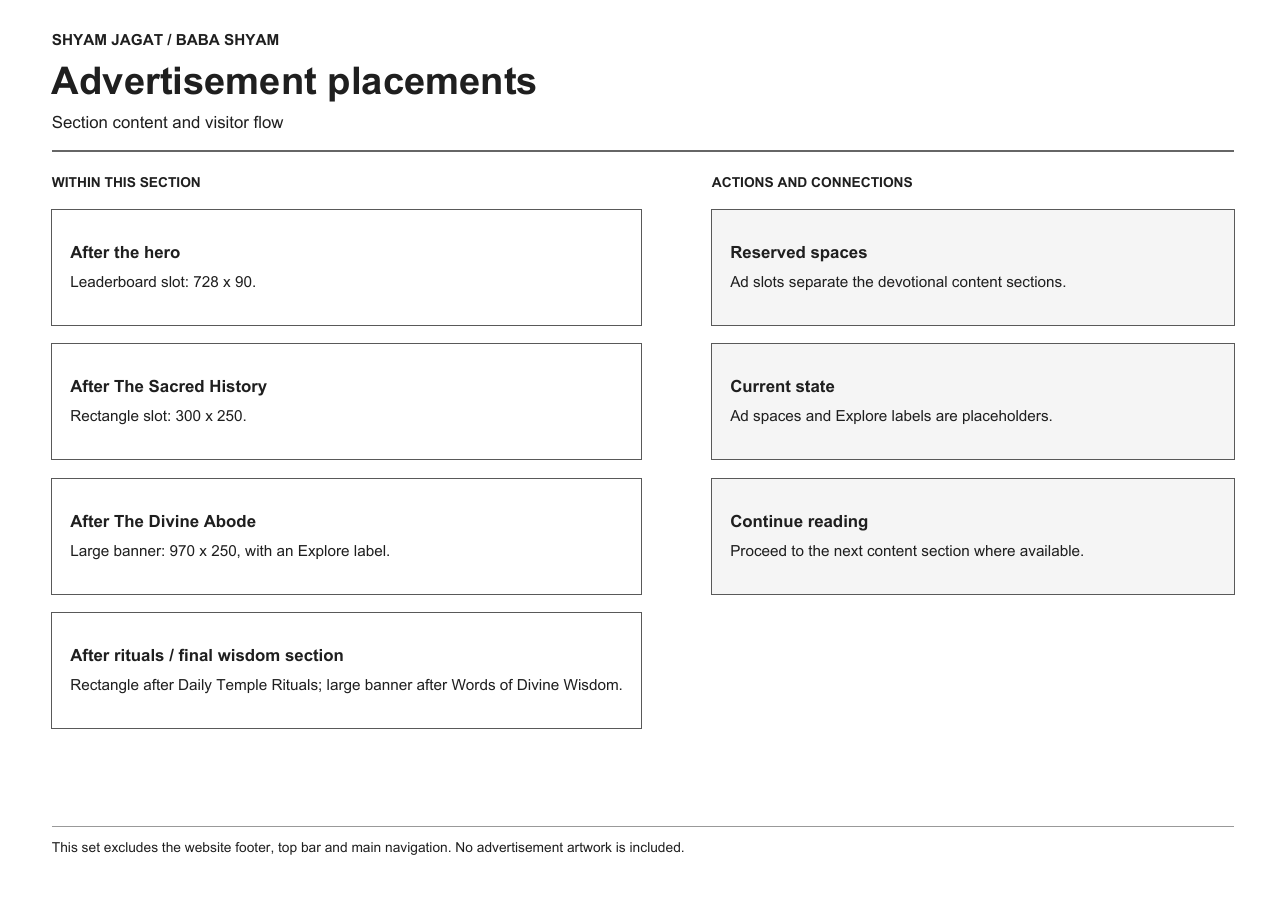 SHYAM JAGAT / BABA SHYAM
Advertisement placements
Section content and visitor flow
WITHIN THIS SECTION
After the hero
Leaderboard slot: 728 x 90.
After The Sacred History
Rectangle slot: 300 x 250.
After The Divine Abode
Large banner: 970 x 250, with an Explore label.
After rituals / final wisdom section
Rectangle after Daily Temple Rituals; large banner after Words of Divine Wisdom.
ACTIONS AND CONNECTIONS
Reserved spaces
Ad slots separate the devotional content sections.
Current state
Ad spaces and Explore labels are placeholders.
Continue reading
Proceed to the next content section where available.
This set excludes the website footer, top bar and main navigation. No advertisement artwork is included.